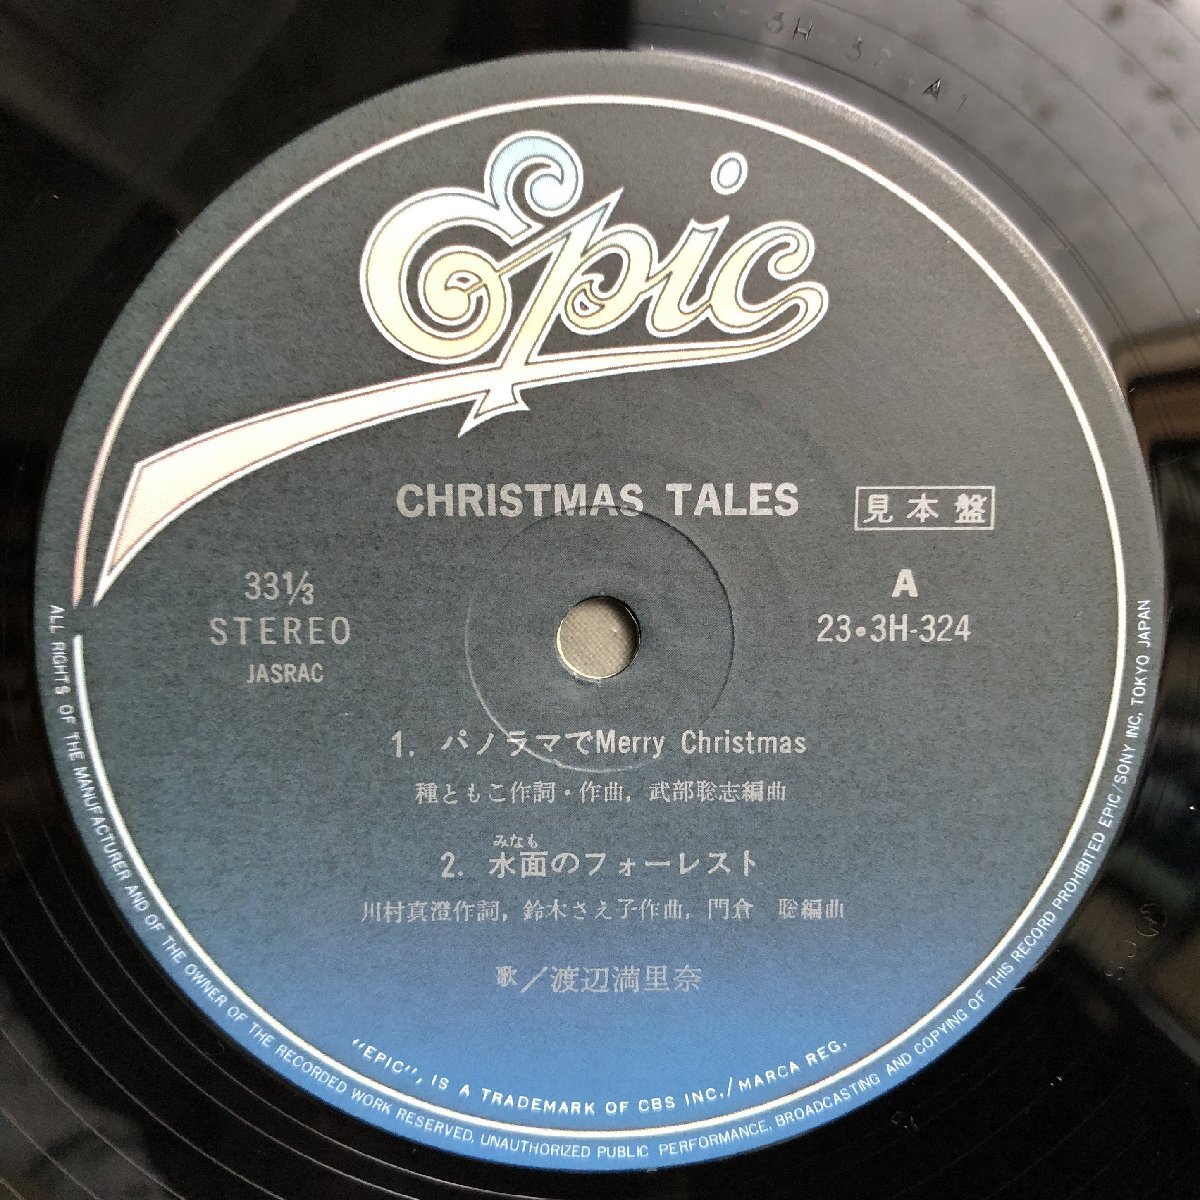 3H-32 A1
Epic
CHRISTMAS TALES
見本盤
33⅓
STEREO
JASRAC
A
23・3H-324
1. パノラマでMerry Christmas
種ともこ作詞・作曲, 武部聡志編曲
みなも
2. 水面のフォーレスト
川村真澄作詞, 鈴木さえ子作曲, 門倉 聡編曲
歌／渡辺満里奈
"EPIC", IS A TRADEMARK OF CBS INC./MARCA REG.
ALL RIGHTS OF THE MANUFACTURER AND OF THE OWNER OF THE RECORDED WORK RESERVED, UNAUTHORIZED PUBLIC PERFORMANCE, BROADCASTING AND COPYING OF THIS RECORD PROHIBITED EPIC/SONY INC, TOKYO JAPAN